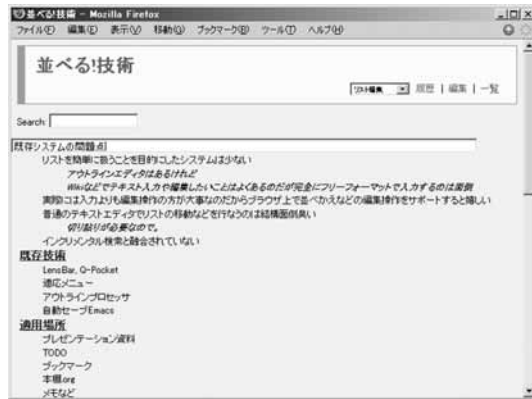 並べる!技術 - Mozilla Firefox
ファイル(F) 編集(E) 表示(V) 移動(G) ブックマーク(B) ツール(T) ヘルプ(H)
並べる!技術
リスト編集 履歴 | 編集 | 一覧
Search:
既存システムの問題点
リストを簡単に扱うことを目的にしたシステムは少ない
アウトラインエディタはあるけれど
Wikiなどでテキスト入力や編集したいことはよくあるのだが完全にフリーフォーマットで入力するのは面倒
実際には入力よりも編集操作の方が大事なのだからブラウザ上で並べかえなどの編集操作をサポートすると嬉しい
普通のテキストエディタでリストの移動などを行なうのは結構面倒臭い
切り貼りが必要なので。
インクリメンタル検索と融合されていない
既存技術
LensBar, Q-Pocket
適応メニュー
アウトラインプロセッサ
自動セーブEmacs
適用場所
プレゼンテーション資料
TODO
ブックマーク
本棚.org
メモなど